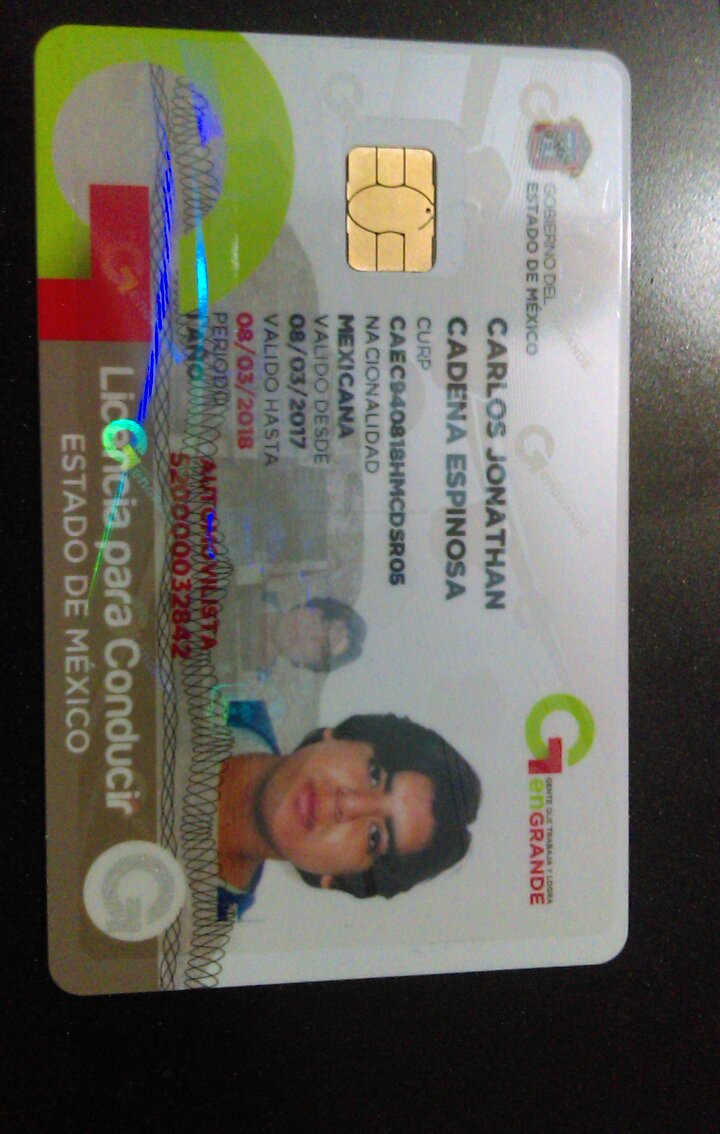 GOBIERNO DEL
ESTADO DE MÉXICO
GENTE QUE TRABAJA Y LOGRA
enGRANDE
CARLOS JONATHAN
CADENA ESPINOSA
CURP
CAEC940818HMCDSR05
NACIONALIDAD
MEXICANA
VALIDO DESDE
08/03/2017
VALIDO HASTA
08/03/2018
PERIODO
1 AÑO
AUTOMOVILISTA
5200000032842
Licencia para Conducir
ESTADO DE MÉXICO